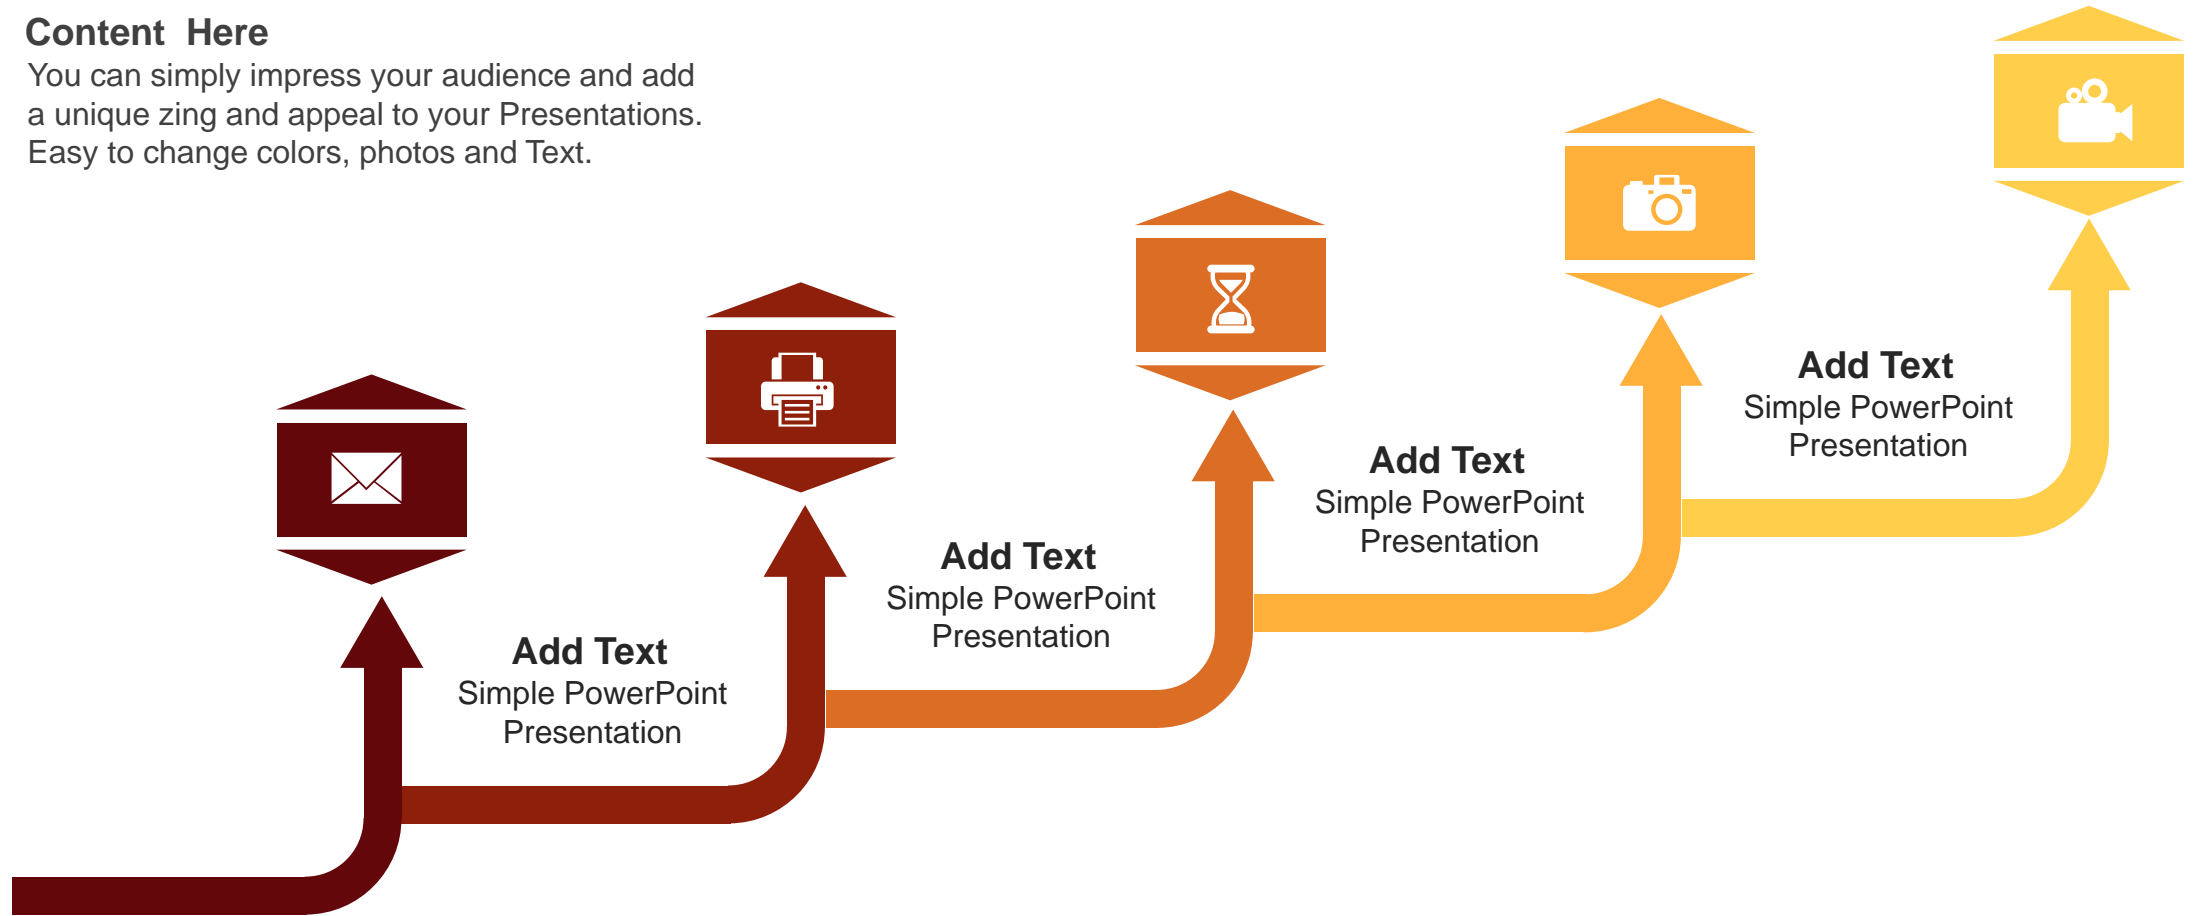 Content  Here
You can simply impress your audience and add
a unique zing and appeal to your Presentations.
Easy to change colors, photos and Text.
Add Text
Simple PowerPoint
Presentation
Add Text
Simple PowerPoint
Presentation
Add Text
Simple PowerPoint
Presentation
Add Text
Simple PowerPoint
Presentation